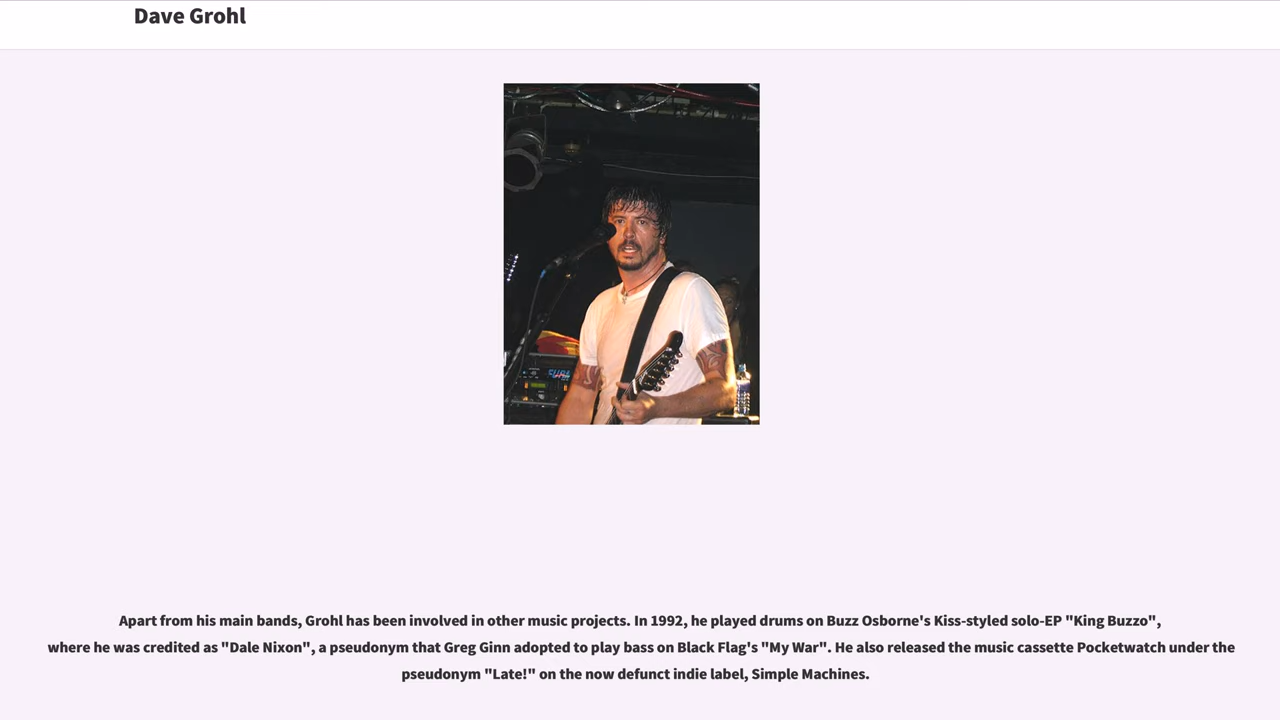 Dave Grohl
Apart from his main bands, Grohl has been involved in other music projects. In 1992, he played drums on Buzz Osborne's Kiss-styled solo-EP "King Buzzo",
where he was credited as "Dale Nixon", a pseudonym that Greg Ginn adopted to play bass on Black Flag's "My War". He also released the music cassette Pocketwatch under the
pseudonym "Late!" on the now defunct indie label, Simple Machines.